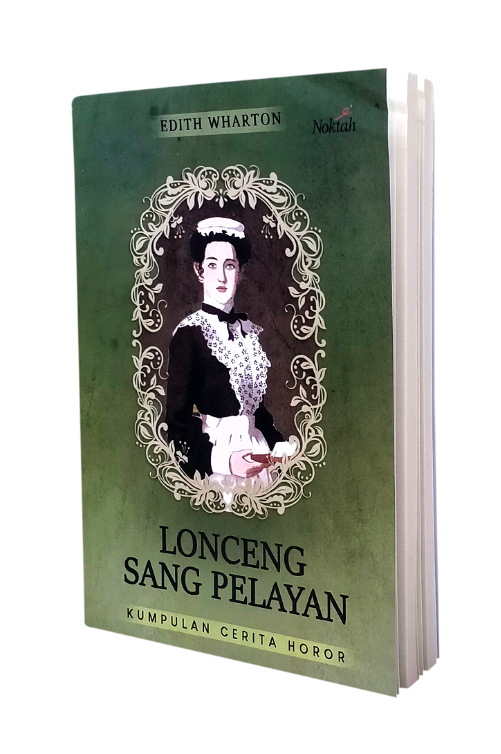 EDITH WHARTON
Noktah
LONCENG
SANG PELAYAN
KUMPULAN CERITA HOROR